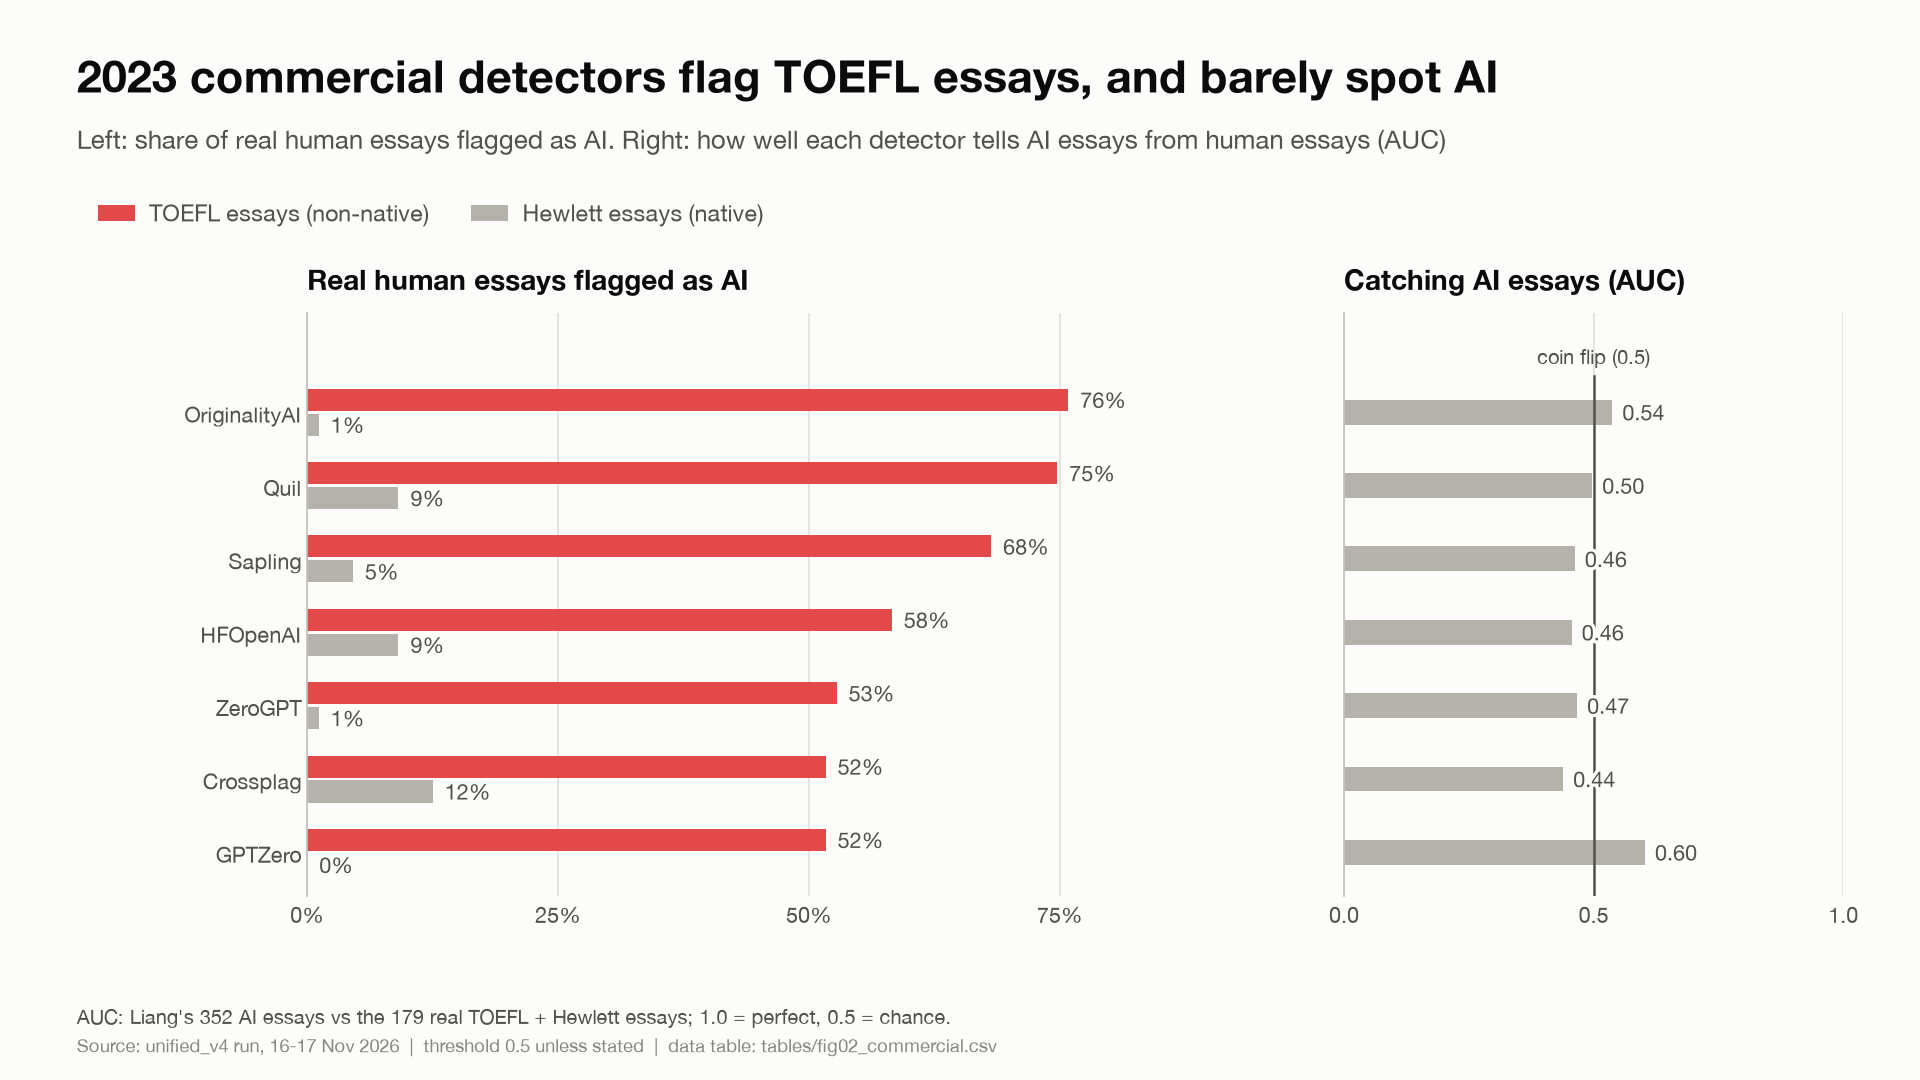 2023 commercial detectors flag TOEFL essays, and barely spot AI
Left: share of real human essays flagged as AI. Right: how well each detector tells AI essays from human essays (AUC)
TOEFL essays (non-native)
Hewlett essays (native)
Real human essays flagged as AI
OriginalityAI
76%
1%
Quil
75%
9%
Sapling
68%
5%
HFOpenAI
58%
9%
ZeroGPT
53%
1%
Crossplag
52%
12%
GPTZero
52%
0%
0%
25%
50%
75%
Catching AI essays (AUC)
coin flip (0.5)
0.54
0.50
0.46
0.46
0.47
0.44
0.60
0.0
0.5
1.0
AUC: Liang's 352 AI essays vs the 179 real TOEFL + Hewlett essays; 1.0 = perfect, 0.5 = chance.
Source: unified_v4 run, 16-17 Nov 2026 | threshold 0.5 unless stated | data table: tables/fig02_commercial.csv